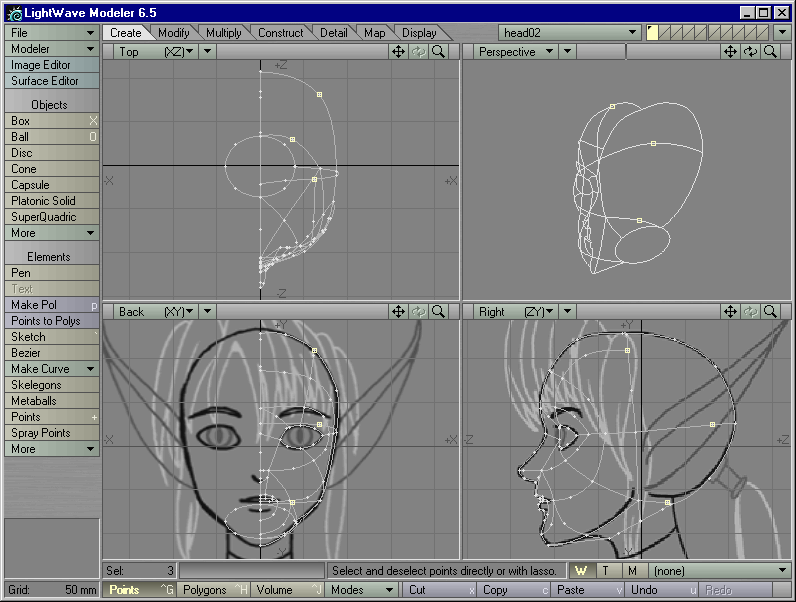 LightWave Modeler 6.5
File
Create Modify Multiply Construct Detail Map Display
head02
Modeler
Top (XZ)
Perspective
Image Editor
Surface Editor
Objects
Box X
Ball O
Disc
Cone
Capsule
Platonic Solid
SuperQuadric
More
Elements
Pen
Text
Make Pol p
Points to Polys
Sketch `
Bezier
Make Curve
Skelegons
Metaballs
Points +
Spray Points
More
+Z
-X
+X
-Z
Back (XY)
Right (ZY)
+Y
-X
+X
-Y
+Y
-Z
+Z
-Y
Sel: 3
Select and deselect points directly or with lasso.
W T M (none)
Grid: 50 mm
Points ^G Polygons ^H Volume ^J Modes Cut x Copy c Paste v Undo u Redo